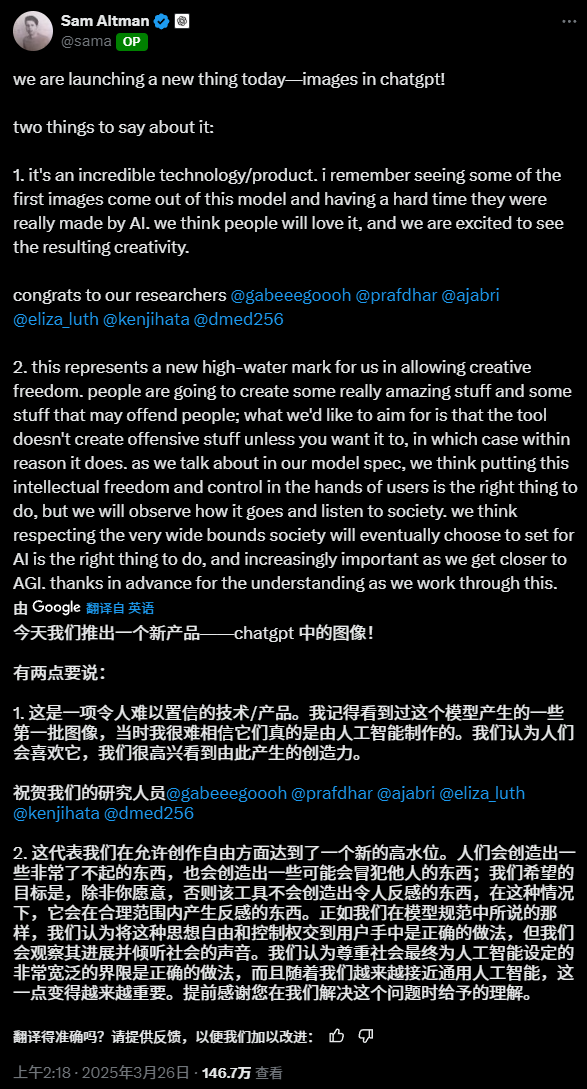 Sam Altman
@sama OP
we are launching a new thing today—images in chatgpt!
two things to say about it:
1. it's an incredible technology/product. i remember seeing some of the
first images come out of this model and having a hard time they were
really made by AI. we think people will love it, and we are excited to see
the resulting creativity.
congrats to our researchers @gabeeegoooh @prafdhar @ajabri
@eliza_luth @kenjihata @dmed256
2. this represents a new high-water mark for us in allowing creative
freedom. people are going to create some really amazing stuff and some
stuff that may offend people; what we'd like to aim for is that the tool
doesn't create offensive stuff unless you want it to, in which case within
reason it does. as we talk about in our model spec, we think putting this
intellectual freedom and control in the hands of users is the right thing to
do, but we will observe how it goes and listen to society. we think
respecting the very wide bounds society will eventually choose to set for
AI is the right thing to do, and increasingly important as we get closer to
AGI. thanks in advance for the understanding as we work through this.
由 Google 翻译自 英语
今天我们推出一个新产品——chatgpt 中的图像！
有两点要说：
1. 这是一项令人难以置信的技术/产品。我记得看到过这个模型产生的一些
第一批图像，当时我很难相信它们真的是由人工智能制作的。我们认为人们
会喜欢它，我们很高兴看到由此产生的创造力。
祝贺我们的研究人员@gabeeegoooh @prafdhar @ajabri @eliza_luth
@kenjihata @dmed256
2. 这代表我们在允许创作自由方面达到了一个新的高水位。人们会创造出一
些非常了不起的东西，也会创造出一些可能会冒犯他人的东西；我们希望的
目标是，除非你愿意，否则该工具不会创造出令人反感的东西，在这种情况
下，它会在合理范围内产生反感的东西。正如我们在模型规范中所说的那
样，我们认为将这种思想自由和控制权交到用户手中是正确的做法，但我们
会观察其进展并倾听社会的声音。我们认为尊重社会最终为人工智能设定的
非常宽泛的界限是正确的做法，而且随着我们越来越接近通用人工智能，这
一点变得越来越重要。提前感谢您在我们解决这个问题时给予的理解。
翻译得准确吗？请提供反馈，以便我们加以改进：
上午2:18 · 2025年3月26日 · 146.7万 查看